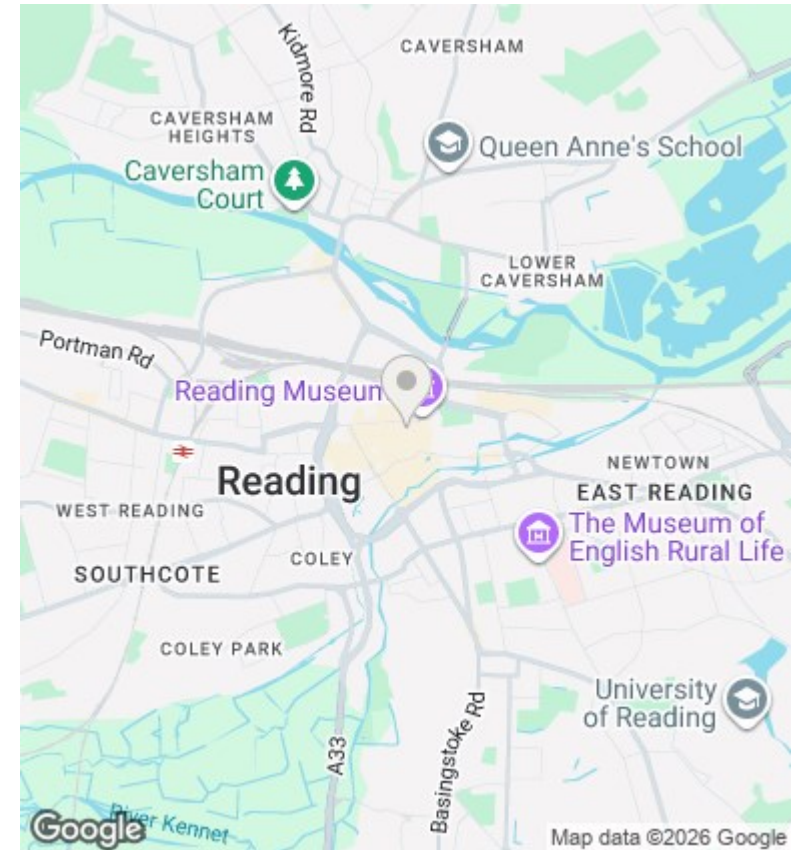 Kidmore Rd
CAVERSHAM
CAVERSHAM
HEIGHTS
Queen Anne's School
Caversham
Court
LOWER
CAVERSHAM
Portman Rd
Reading Museum
Reading
NEWTOWN
EAST READING
WEST READING
The Museum of
English Rural Life
COLEY
SOUTHCOTE
COLEY PARK
University
of Reading
A33
Basingstoke Rd
River Kennet
Google
Map data ©2026 Google